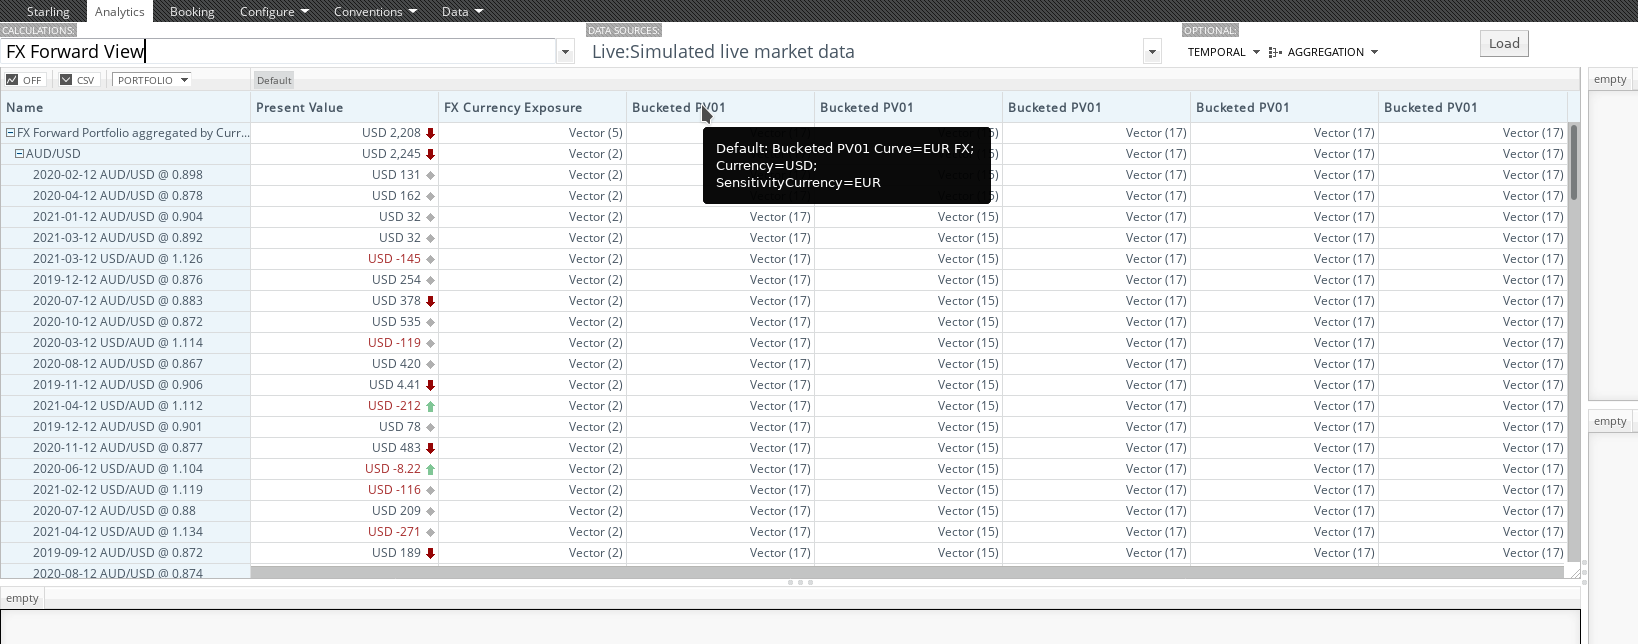 Starling Analytics Booking Configure Conventions Data
CALCULATIONS: DATA SOURCES: OPTIONAL:
FX Forward View Live:Simulated live market data TEMPORAL AGGREGATION Load
OFF CSV PORTFOLIO Default empty
Name Present Value FX Currency Exposure Bucketed PV01 Bucketed PV01 Bucketed PV01 Bucketed PV01 Bucketed PV01
FX Forward Portfolio aggregated by Curr... USD 2,208 Vector (5) Vector (17) Vector (17) Vector (17)
AUD/USD USD 2,245 Vector (2) Vector (17) Vector (17) Vector (17)
Default: Bucketed PV01 Curve=EUR FX;
Currency=USD;
SensitivityCurrency=EUR
2020-02-12 AUD/USD @ 0.898 USD 131 Vector (2) Vector (17) Vector (17) Vector (17)
2020-04-12 AUD/USD @ 0.878 USD 162 Vector (2) Vector (17) Vector (17) Vector (17)
2021-01-12 AUD/USD @ 0.904 USD 32 Vector (2) Vector (17) Vector (15) Vector (17) Vector (17) Vector (17)
2021-03-12 AUD/USD @ 0.892 USD 32 Vector (2) Vector (17) Vector (15) Vector (17) Vector (17) Vector (17)
2021-03-12 USD/AUD @ 1.126 USD -145 Vector (2) Vector (17) Vector (15) Vector (17) Vector (17) Vector (17)
2019-12-12 AUD/USD @ 0.876 USD 254 Vector (2) Vector (17) Vector (15) Vector (17) Vector (17) Vector (17)
2020-07-12 AUD/USD @ 0.883 USD 378 Vector (2) Vector (17) Vector (15) Vector (17) Vector (17) Vector (17)
2020-10-12 AUD/USD @ 0.872 USD 535 Vector (2) Vector (17) Vector (15) Vector (17) Vector (17) Vector (17)
2020-03-12 USD/AUD @ 1.114 USD -119 Vector (2) Vector (17) Vector (15) Vector (17) Vector (17) Vector (17)
2020-08-12 AUD/USD @ 0.867 USD 420 Vector (2) Vector (17) Vector (15) Vector (17) Vector (17) Vector (17)
2019-11-12 AUD/USD @ 0.906 USD 4.41 Vector (2) Vector (17) Vector (15) Vector (17) Vector (17) Vector (17)
2021-04-12 USD/AUD @ 1.112 USD -212 Vector (2) Vector (17) Vector (15) Vector (17) Vector (17) Vector (17)
empty
2019-12-12 AUD/USD @ 0.901 USD 78 Vector (2) Vector (17) Vector (15) Vector (17) Vector (17) Vector (17)
2020-11-12 AUD/USD @ 0.877 USD 483 Vector (2) Vector (17) Vector (15) Vector (17) Vector (17) Vector (17)
2020-06-12 USD/AUD @ 1.104 USD -8.22 Vector (2) Vector (17) Vector (15) Vector (17) Vector (17) Vector (17)
2021-02-12 USD/AUD @ 1.119 USD -116 Vector (2) Vector (17) Vector (15) Vector (17) Vector (17) Vector (17)
2020-07-12 AUD/USD @ 0.88 USD 209 Vector (2) Vector (17) Vector (15) Vector (17) Vector (17) Vector (17)
2021-04-12 USD/AUD @ 1.134 USD -271 Vector (2) Vector (17) Vector (15) Vector (17) Vector (17) Vector (17)
2019-09-12 AUD/USD @ 0.872 USD 189 Vector (2) Vector (17) Vector (15) Vector (17) Vector (17) Vector (17)
2020-08-12 AUD/USD @ 0.874
empty